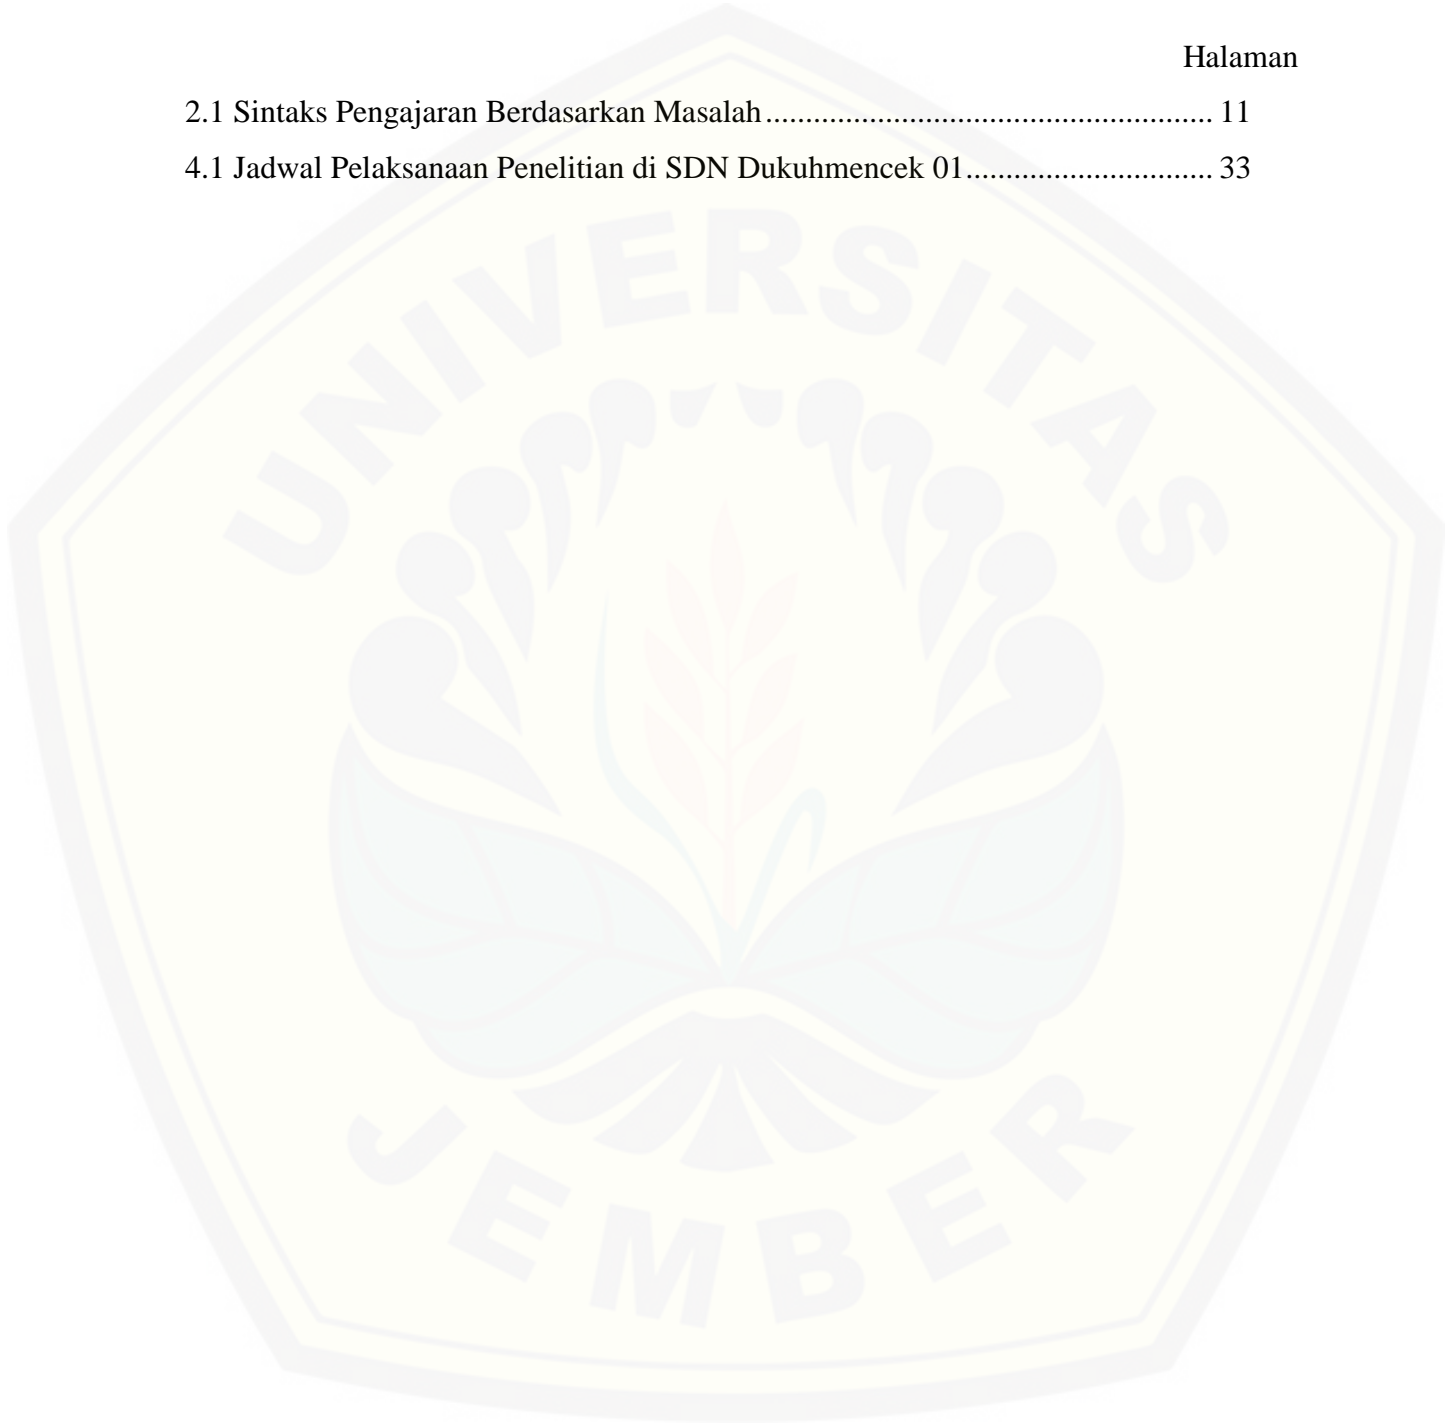 Halaman
2.1 Sintaks Pengajaran Berdasarkan Masalah........................................................ 11
4.1 Jadwal Pelaksanaan Penelitian di SDN Dukuhmencek 01............................... 33
UNIVERSITAS
JEMBER